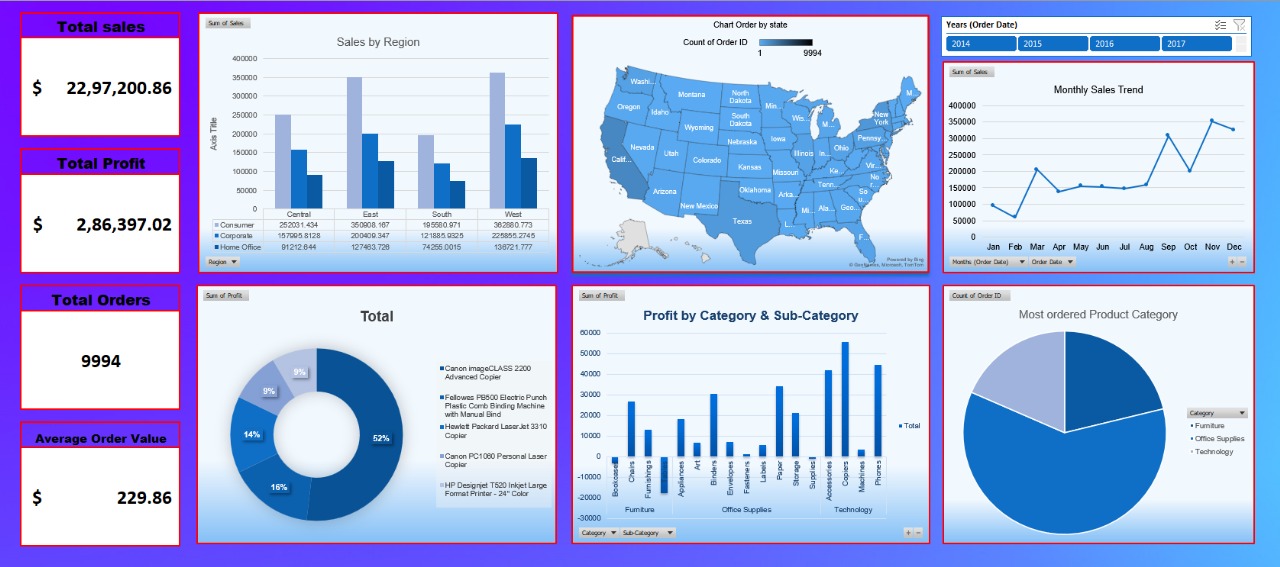 Total sales
$ 22,97,200.86
Total Profit
$ 2,86,397.02
Total Orders
9994
Average Order Value
$ 229.86
Sum of Sales
Sales by Region
400000
350000
300000
250000
200000
150000
100000
50000
0
Axis Title
Central East South West
Consumer 252031.434 350908.167 195580.971 362880.773
Corporate 157995.8128 200409.347 121885.9325 225855.2745
Home Office 91212.644 127463.726 74255.0015 136721.777
Region
Chart Order by state
Count of Order ID
1 9994
Washi...
Oregon
Idaho
Montana
North
Dakota
South
Dakota
Min...
Wis...
M...
New
York
M...
Wyoming
Nebraska
Iowa
Illinois
In...
Ohio
Pennsy...
Nevada
Utah
Colorado
Kansas
Missouri
Ke...
Vir...
Calif...
No
r...
Arizona
New Mexico
Oklahoma
Arka...
Tenn...
So
u...
Texas
L...
Mi...
Ala...
Geo...
F...
Powered by Bing
© GeoNames, Microsoft, TomTom
Years (Order Date)
2014 2015 2016 2017
Sum of Sales
Monthly Sales Trend
400000
350000
300000
250000
200000
150000
100000
50000
0
Jan Feb Mar Apr May Jun Jul Aug Sep Oct Nov Dec
Months (Order Date) Order Date + −
Sum of Profit
Total
52%
16%
14%
9%
9%
Canon imageCLASS 2200
Advanced Copier
Fellowes PB500 Electric Punch
Plastic Comb Binding Machine
with Manual Bind
Hewlett Packard LaserJet 3310
Copier
Canon PC1060 Personal Laser
Copier
HP Designjet T520 Inkjet Large
Format Printer - 24" Color
Sum of Profit
Profit by Category & Sub-Category
60000
50000
40000
30000
20000
10000
0
-10000
-20000
-30000
Bookcases
Chairs
Furnishings
Appliances
Art
Binders
Envelopes
Fasteners
Labels
Paper
Storage
Supplies
Accessories
Copiers
Machines
Phones
Furniture Office Supplies Technology
Total
Category Sub-Category + −
Count of Order ID
Most ordered Product Category
Category
Furniture
Office Supplies
Technology